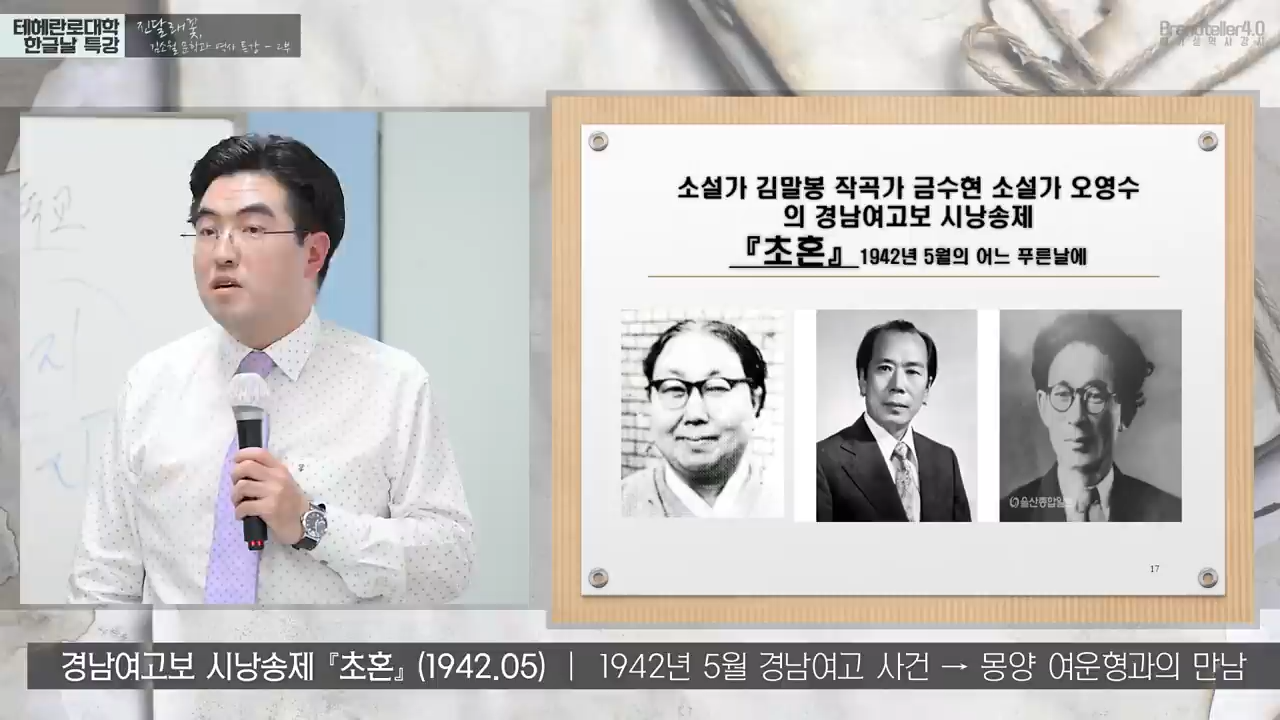 테헤란로대학
한글날 특강
진달래꽃,
김소월 문학과 역사 특강 - 2부
Brandteller4.0
소설가 김말봉 작곡가 금수현 소설가 오영수
의 경남여고보 시낭송제
『초혼』 1942년 5월의 어느 푸른날에
울산종합일보
17
경남여고보 시낭송제 『초혼』 (1942.05) | 1942년 5월 경남여고 사건 → 몽양 여운형과의 만남